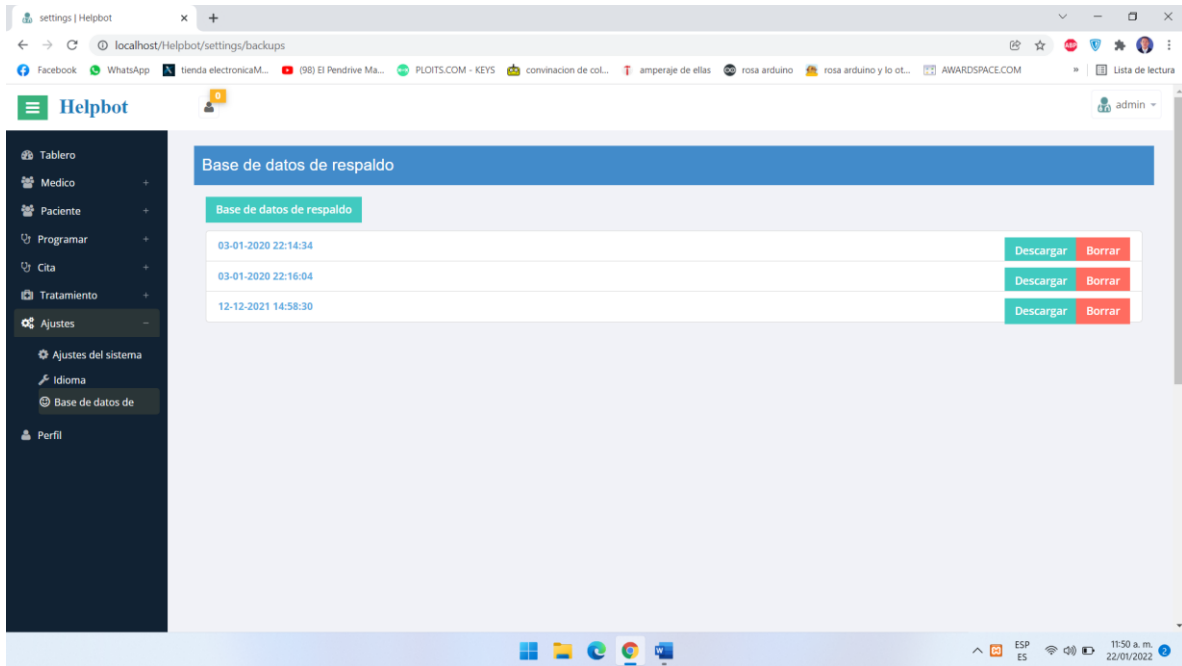 settings | Helpbot
localhost/Helpbot/settings/backups
ABP
Facebook WhatsApp tienda electronicaM... (98) El Pendrive Ma... PLOITS.COM - KEYS convinacion de col... amperaje de ellas rosa arduino rosa arduino y lo ot... AWARDSPACE.COM » Lista de lectura
Helpbot 0 admin
Tablero
Medico +
Paciente +
Programar +
Cita +
Tratamiento +
Ajustes −
Ajustes del sistema
Idioma
Base de datos de
Perfil
Base de datos de respaldo
Base de datos de respaldo
03-01-2020 22:14:34 Descargar Borrar
03-01-2020 22:16:04 Descargar Borrar
12-12-2021 14:58:30 Descargar Borrar
ESP 11:50 a. m.
ES 22/01/2022 2